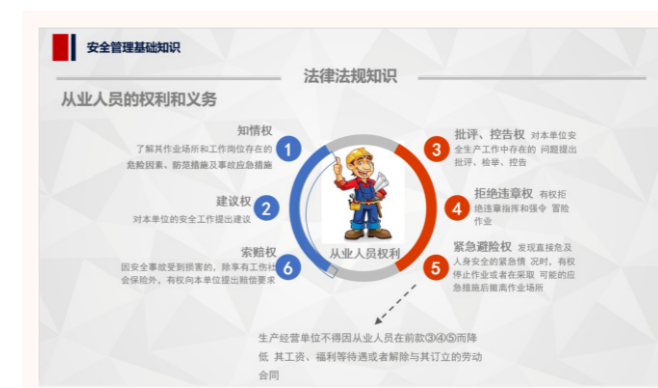 安全管理基础知识
法律法规知识
从业人员的权利和义务
知情权
了解其作业场所和工作岗位存在的
危险因素、防范措施及事故应急措施
1
建议权
对本单位的安全工作提出建议
2
索赔权
因安全事故受到损害的，除享有工伤社
会保险外，有权向本单位提出赔偿要求
6
从业人员权利
3
批评、控告权 对本单位安
全生产工作中存在的 问题提出
批评、检举、控告
4
拒绝违章权 有权拒
绝违章指挥和强令 冒险
作业
5
紧急避险权 发现直接危及
人身安全的紧急情 况时，有权
停止作业或者在采取 可能的应
急措施后撤离作业场所
生产经营单位不得因从业人员在前款③④⑤而降
低 其工资、福利等待遇或者解除与其订立的劳动
合同